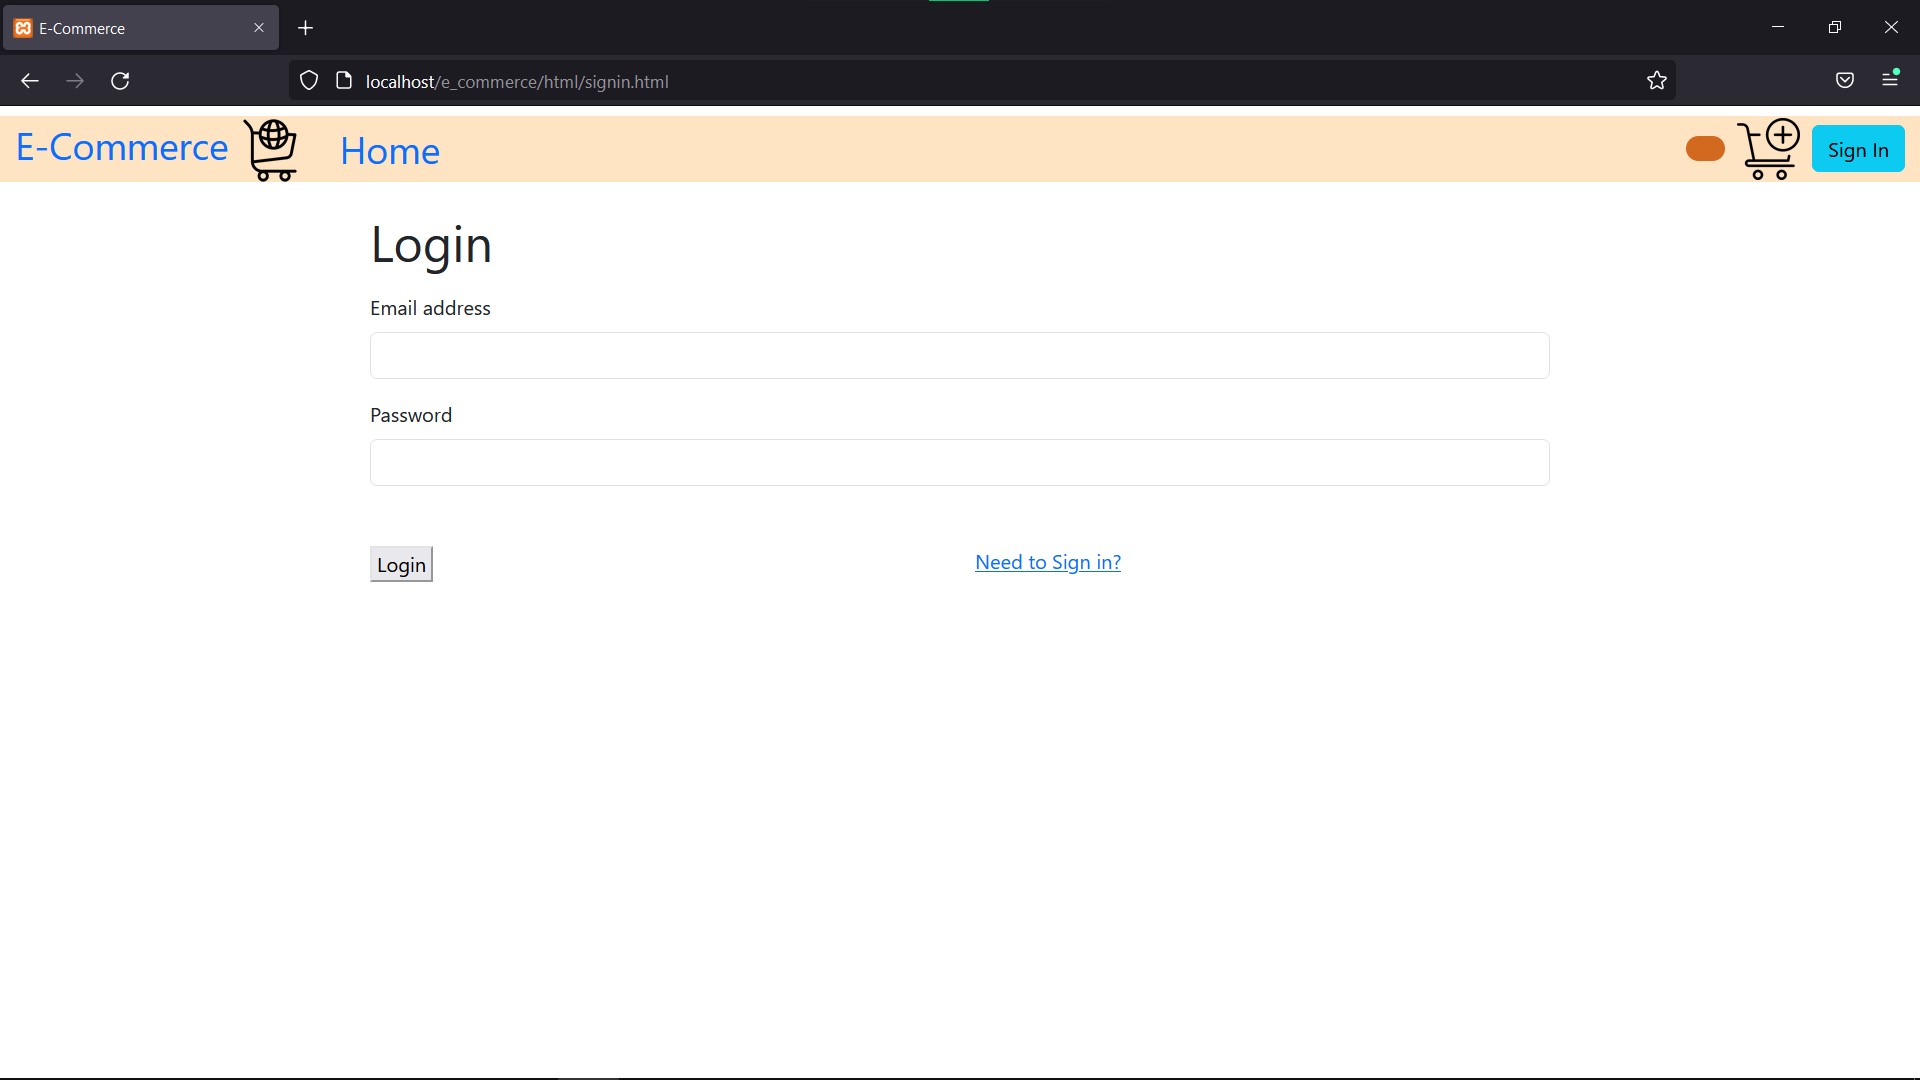 E-Commerce
localhost/e_commerce/html/signin.html
E-Commerce Home Sign In
Login
Email address
Password
Login Need to Sign in?